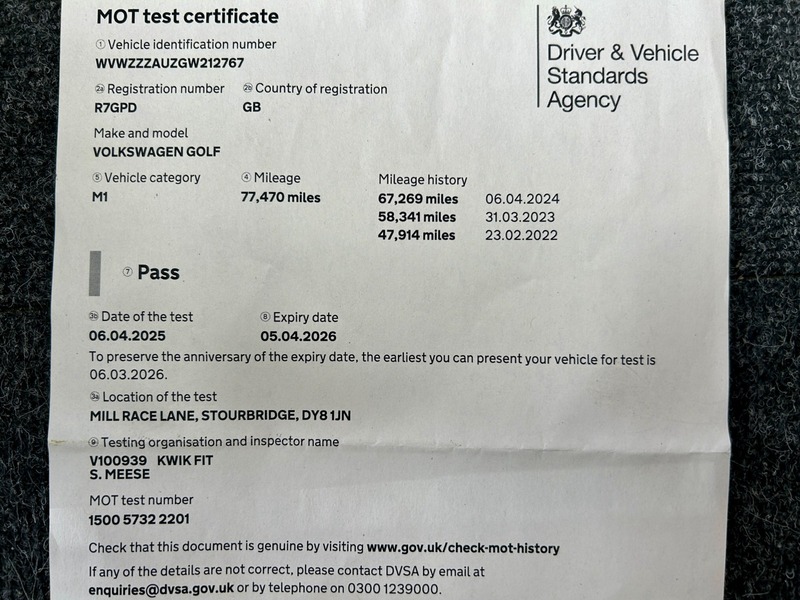 MOT test certificate
Driver & Vehicle
Standards
Agency
① Vehicle identification number
WVWZZZAUZGW212767
2a Registration number 2b Country of registration
R7GPD GB
Make and model
VOLKSWAGEN GOLF
⑤ Vehicle category ④ Mileage Mileage history
M1 77,470 miles 67,269 miles 06.04.2024
58,341 miles 31.03.2023
47,914 miles 23.02.2022
⑦ Pass
3b Date of the test ⑧ Expiry date
06.04.2025 05.04.2026
To preserve the anniversary of the expiry date, the earliest you can present your vehicle for test is
06.03.2026.
3a Location of the test
MILL RACE LANE, STOURBRIDGE, DY8 1JN
⑨ Testing organisation and inspector name
V100939 KWIK FIT
S. MEESE
MOT test number
1500 5732 2201
Check that this document is genuine by visiting www.gov.uk/check-mot-history
If any of the details are not correct, please contact DVSA by email at
enquiries@dvsa.gov.uk or by telephone on 0300 1239000.